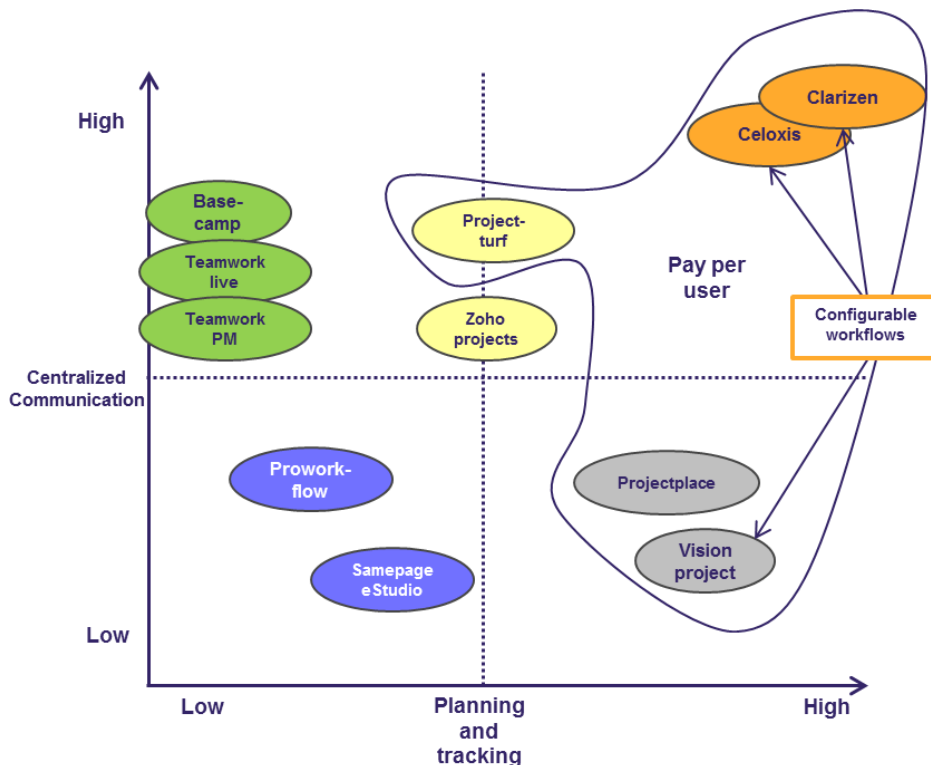 High
Clarizen
Celoxis
Base-
camp
Project-
turf
Teamwork
live
Pay per
user
Teamwork
PM
Zoho
projects
Configurable
workflows
Centralized
Communication
Prowork-
flow
Projectplace
Vision
project
Samepage
eStudio
Low
Low
Planning
and
tracking
High